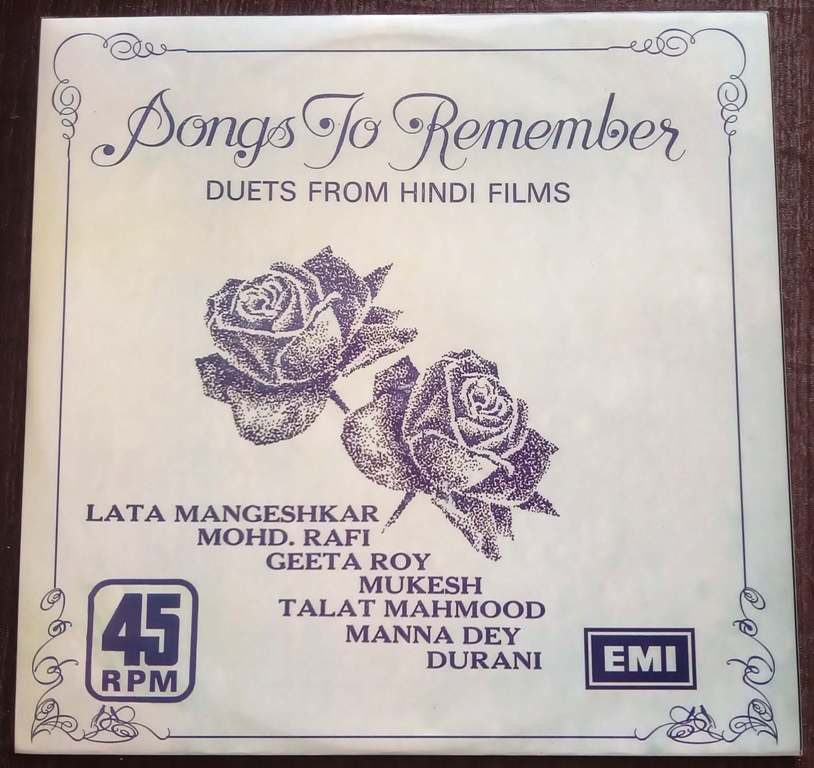 Songs To Remember
DUETS FROM HINDI FILMS
LATA MANGESHKAR
MOHD. RAFI
GEETA ROY
MUKESH
TALAT MAHMOOD
MANNA DEY
DURANI
45
RPM
EMI